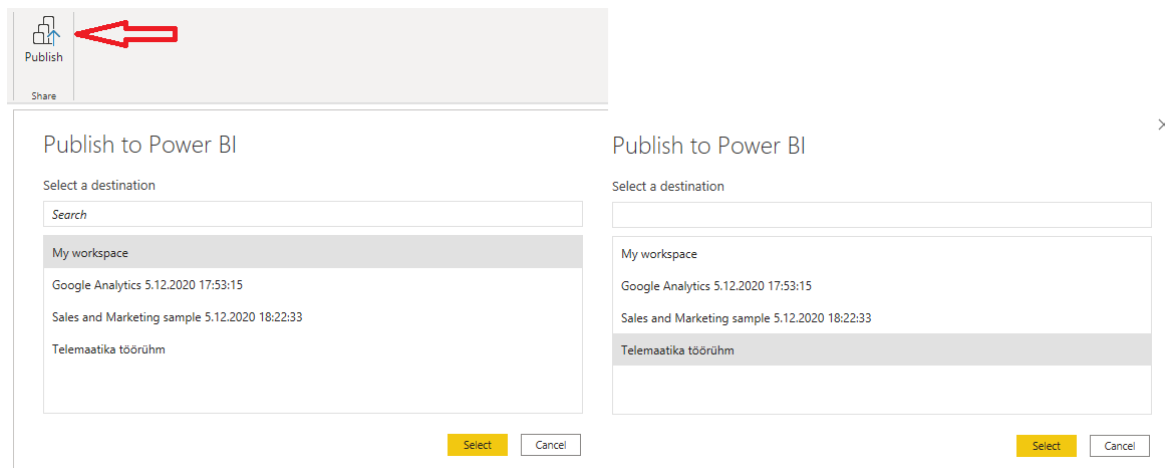 Publish
Share
Publish to Power BI
Select a destination
Search
My workspace
Google Analytics 5.12.2020 17:53:15
Sales and Marketing sample 5.12.2020 18:22:33
Telemaatika töörühm
Select
Cancel
Publish to Power BI
Select a destination
My workspace
Google Analytics 5.12.2020 17:53:15
Sales and Marketing sample 5.12.2020 18:22:33
Telemaatika töörühm
Select
Cancel